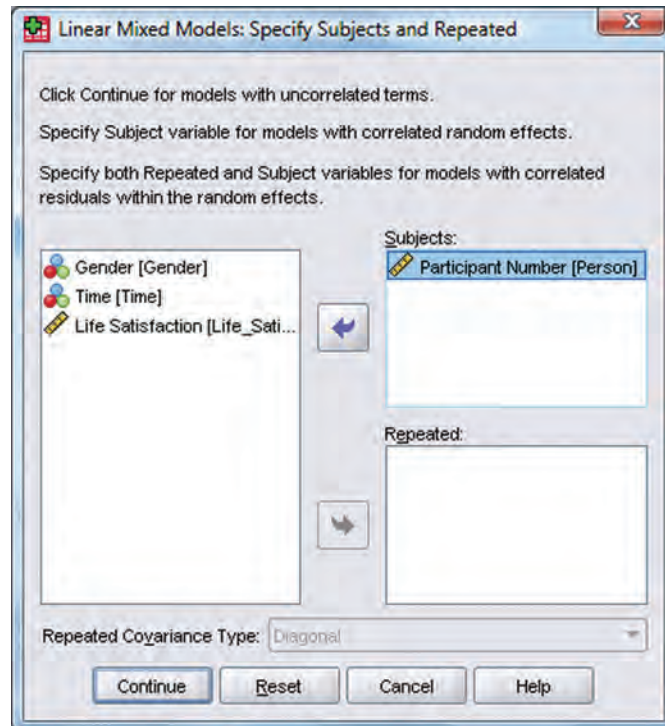 Linear Mixed Models: Specify Subjects and Repeated
Click Continue for models with uncorrelated terms.
Specify Subject variable for models with correlated random effects.
Specify both Repeated and Subject variables for models with correlated
residuals within the random effects.
Gender [Gender]
Time [Time]
Life Satisfaction [Life_Sati...
Subjects:
Participant Number [Person]
Repeated:
Repeated Covariance Type: Diagonal
Continue Reset Cancel Help